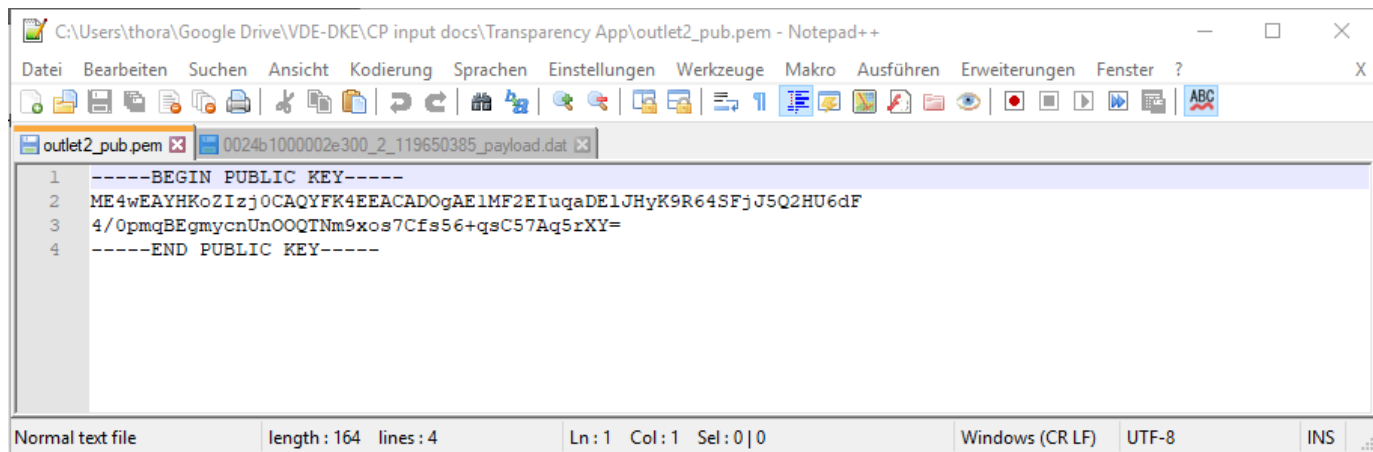 C:\Users\thora\Google Drive\VDE-DKE\CP input docs\Transparency App\outlet2_pub.pem - Notepad++
Datei Bearbeiten Suchen Ansicht Kodierung Sprachen Einstellungen Werkzeuge Makro Ausführen Erweiterungen Fenster ? X
ABC
outlet2_pub.pem 0024b1000002e300_2_119650385_payload.dat
1 -----BEGIN PUBLIC KEY-----
2 ME4wEAYHKoZIzj0CAQYFK4EEACADOgAE1MF2EIuqaDElJHyK9R64SFjJ5Q2HU6dF
3 4/0pmqBEgmycnUnOOQTNm9xos7Cfs56+qsC57Aq5rXY=
4 -----END PUBLIC KEY-----
Normal text file length : 164 lines : 4 Ln : 1 Col : 1 Sel : 0 | 0 Windows (CR LF) UTF-8 INS